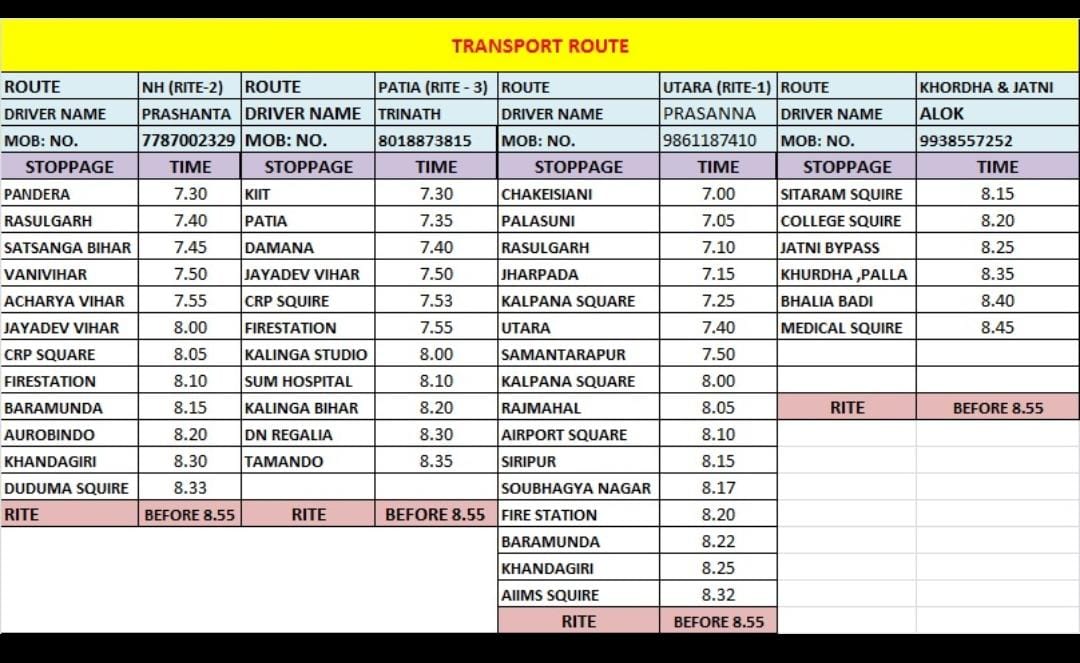 TRANSPORT ROUTE
ROUTE NH (RITE-2) ROUTE PATIA (RITE - 3) ROUTE UTARA (RITE-1) ROUTE KHORDHA & JATNI
DRIVER NAME PRASHANTA DRIVER NAME TRINATH DRIVER NAME PRASANNA DRIVER NAME ALOK
MOB: NO. 7787002329 MOB: NO. 8018873815 MOB: NO. 9861187410 MOB: NO. 9938557252
STOPPAGE TIME STOPPAGE TIME STOPPAGE TIME STOPPAGE TIME
PANDERA 7.30 KIIT 7.30 CHAKEISIANI 7.00 SITARAM SQUIRE 8.15
RASULGARH 7.40 PATIA 7.35 PALASUNI 7.05 COLLEGE SQUIRE 8.20
SATSANGA BIHAR 7.45 DAMANA 7.40 RASULGARH 7.10 JATNI BYPASS 8.25
VANIVIHAR 7.50 JAYADEV VIHAR 7.50 JHARPADA 7.15 KHURDHA ,PALLA 8.35
ACHARYA VIHAR 7.55 CRP SQUIRE 7.53 KALPANA SQUARE 7.25 BHALIA BADI 8.40
JAYADEV VIHAR 8.00 FIRESTATION 7.55 UTARA 7.40 MEDICAL SQUIRE 8.45
CRP SQUARE 8.05 KALINGA STUDIO 8.00 SAMANTARAPUR 7.50
FIRESTATION 8.10 SUM HOSPITAL 8.10 KALPANA SQUARE 8.00
BARAMUNDA 8.15 KALINGA BIHAR 8.20 RAJMAHAL 8.05 RITE BEFORE 8.55
AUROBINDO 8.20 DN REGALIA 8.30 AIRPORT SQUARE 8.10
KHANDAGIRI 8.30 TAMANDO 8.35 SIRIPUR 8.15
DUDUMA SQUIRE 8.33 SOUBHAGYA NAGAR 8.17
RITE BEFORE 8.55 RITE BEFORE 8.55 FIRE STATION 8.20
BARAMUNDA 8.22
KHANDAGIRI 8.25
AIIMS SQUIRE 8.32
RITE BEFORE 8.55